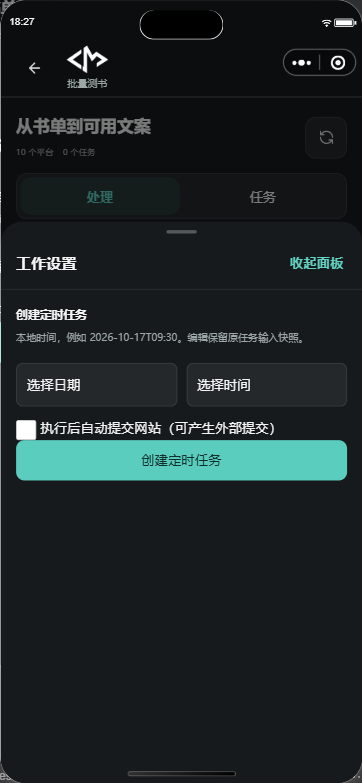 18:27
批量测书
从书单到可用文案
10 个平台 0 个任务
处理 任务
工作设置 收起面板
创建定时任务
本地时间，例如 2026-10-17T09:30。编辑保留原任务输入快照。
选择日期 选择时间
执行后自动提交网站（可产生外部提交）
创建定时任务